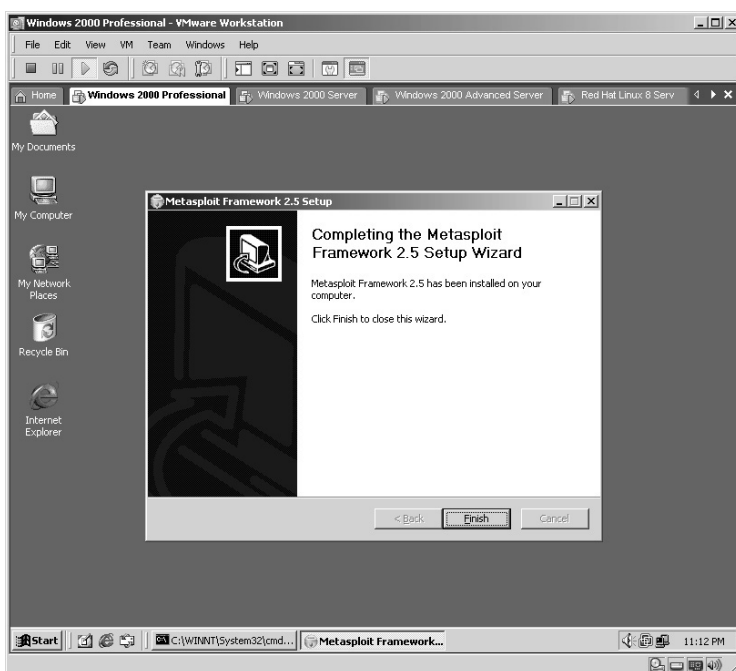 Windows 2000 Professional - VMware Workstation
File Edit View VM Team Windows Help
Home Windows 2000 Professional Windows 2000 Server Windows 2000 Advanced Server Red Hat Linux 8 Serv
My Documents
My Computer
My Network
Places
Recycle Bin
Internet
Explorer
Metasploit Framework 2.5 Setup
Completing the Metasploit
Framework 2.5 Setup Wizard
Metasploit Framework 2.5 has been installed on your
computer.
Click Finish to close this wizard.
< Back Finish Cancel
Start C:\WINNT\System32\cmd... Metasploit Framework... 11:12 PM